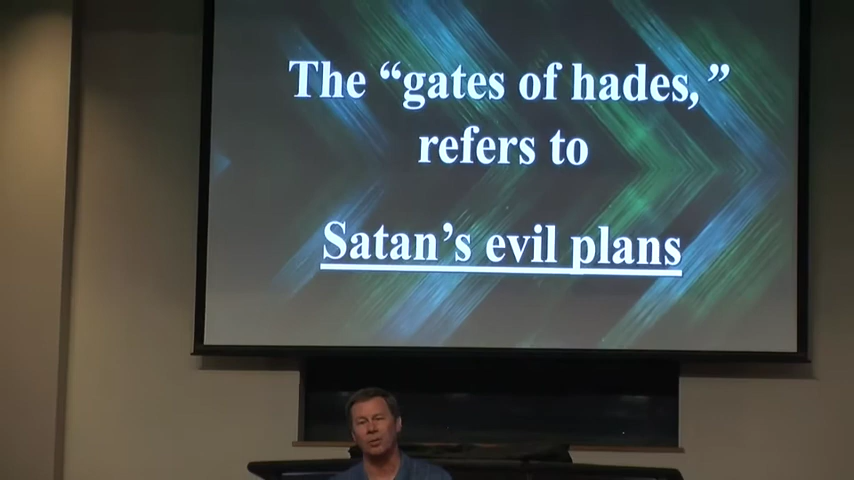 The “gates of hades,”
refers to
Satan’s evil plans